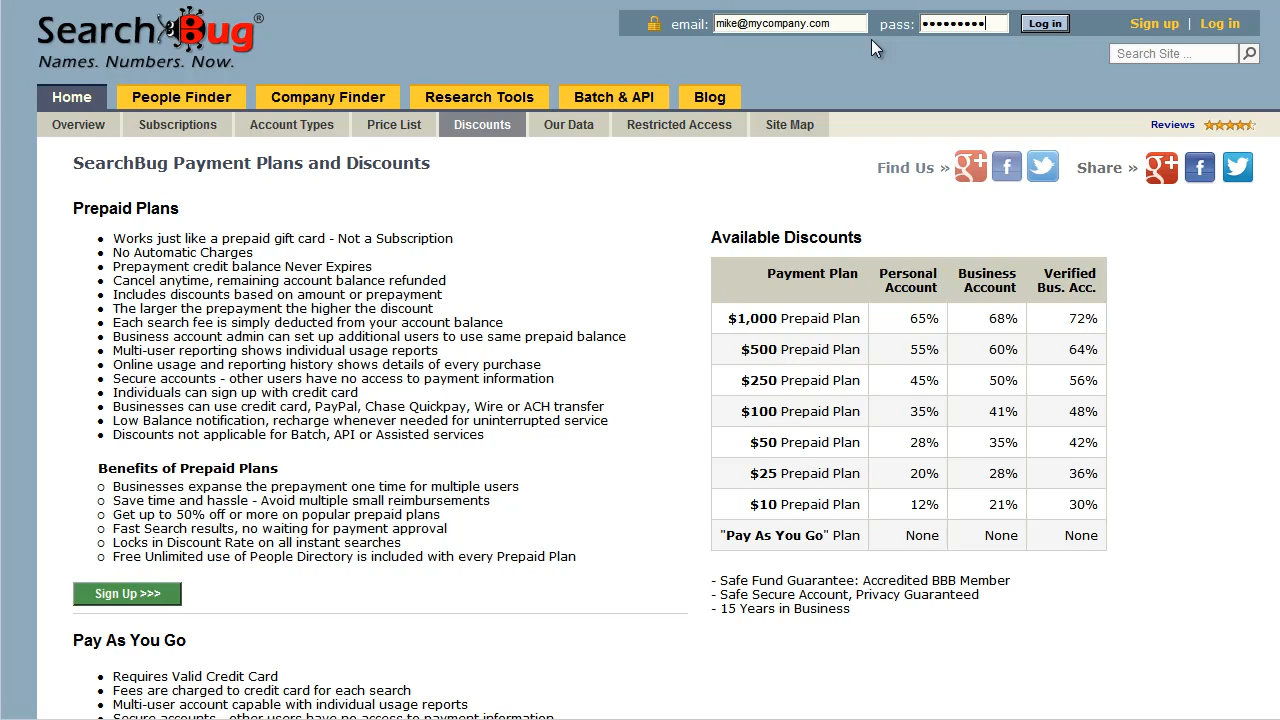 SearchBug®
Names. Numbers. Now.
email: mike@mycompany.com pass: ••••••••• Log in Sign up | Log in
Search Site ...
Home People Finder Company Finder Research Tools Batch & API Blog
Overview Subscriptions Account Types Price List Discounts Our Data Restricted Access Site Map Reviews
SearchBug Payment Plans and Discounts
Find Us » g+ f Share » g+ f
Prepaid Plans
• Works just like a prepaid gift card - Not a Subscription
• No Automatic Charges
• Prepayment credit balance Never Expires
• Cancel anytime, remaining account balance refunded
• Includes discounts based on amount or prepayment
• The larger the prepayment the higher the discount
• Each search fee is simply deducted from your account balance
• Business account admin can set up additional users to use same prepaid balance
• Multi-user reporting shows individual usage reports
• Online usage and reporting history shows details of every purchase
• Secure accounts - other users have no access to payment information
• Individuals can sign up with credit card
• Businesses can use credit card, PayPal, Chase Quickpay, Wire or ACH transfer
• Low Balance notification, recharge whenever needed for uninterrupted service
• Discounts not applicable for Batch, API or Assisted services
Benefits of Prepaid Plans
o Businesses expanse the prepayment one time for multiple users
o Save time and hassle - Avoid multiple small reimbursements
o Get up to 50% off or more on popular prepaid plans
o Fast Search results, no waiting for payment approval
o Locks in Discount Rate on all instant searches
o Free Unlimited use of People Directory is included with every Prepaid Plan
Sign Up >>>
Pay As You Go
• Requires Valid Credit Card
• Fees are charged to credit card for each search
• Multi-user account capable with individual usage reports
• Secure accounts - other users have no access to payment information
Available Discounts
Payment Plan Personal Account Business Account Verified Bus. Acc.
$1,000 Prepaid Plan 65% 68% 72%
$500 Prepaid Plan 55% 60% 64%
$250 Prepaid Plan 45% 50% 56%
$100 Prepaid Plan 35% 41% 48%
$50 Prepaid Plan 28% 35% 42%
$25 Prepaid Plan 20% 28% 36%
$10 Prepaid Plan 12% 21% 30%
"Pay As You Go" Plan None None None
- Safe Fund Guarantee: Accredited BBB Member
- Safe Secure Account, Privacy Guaranteed
- 15 Years in Business